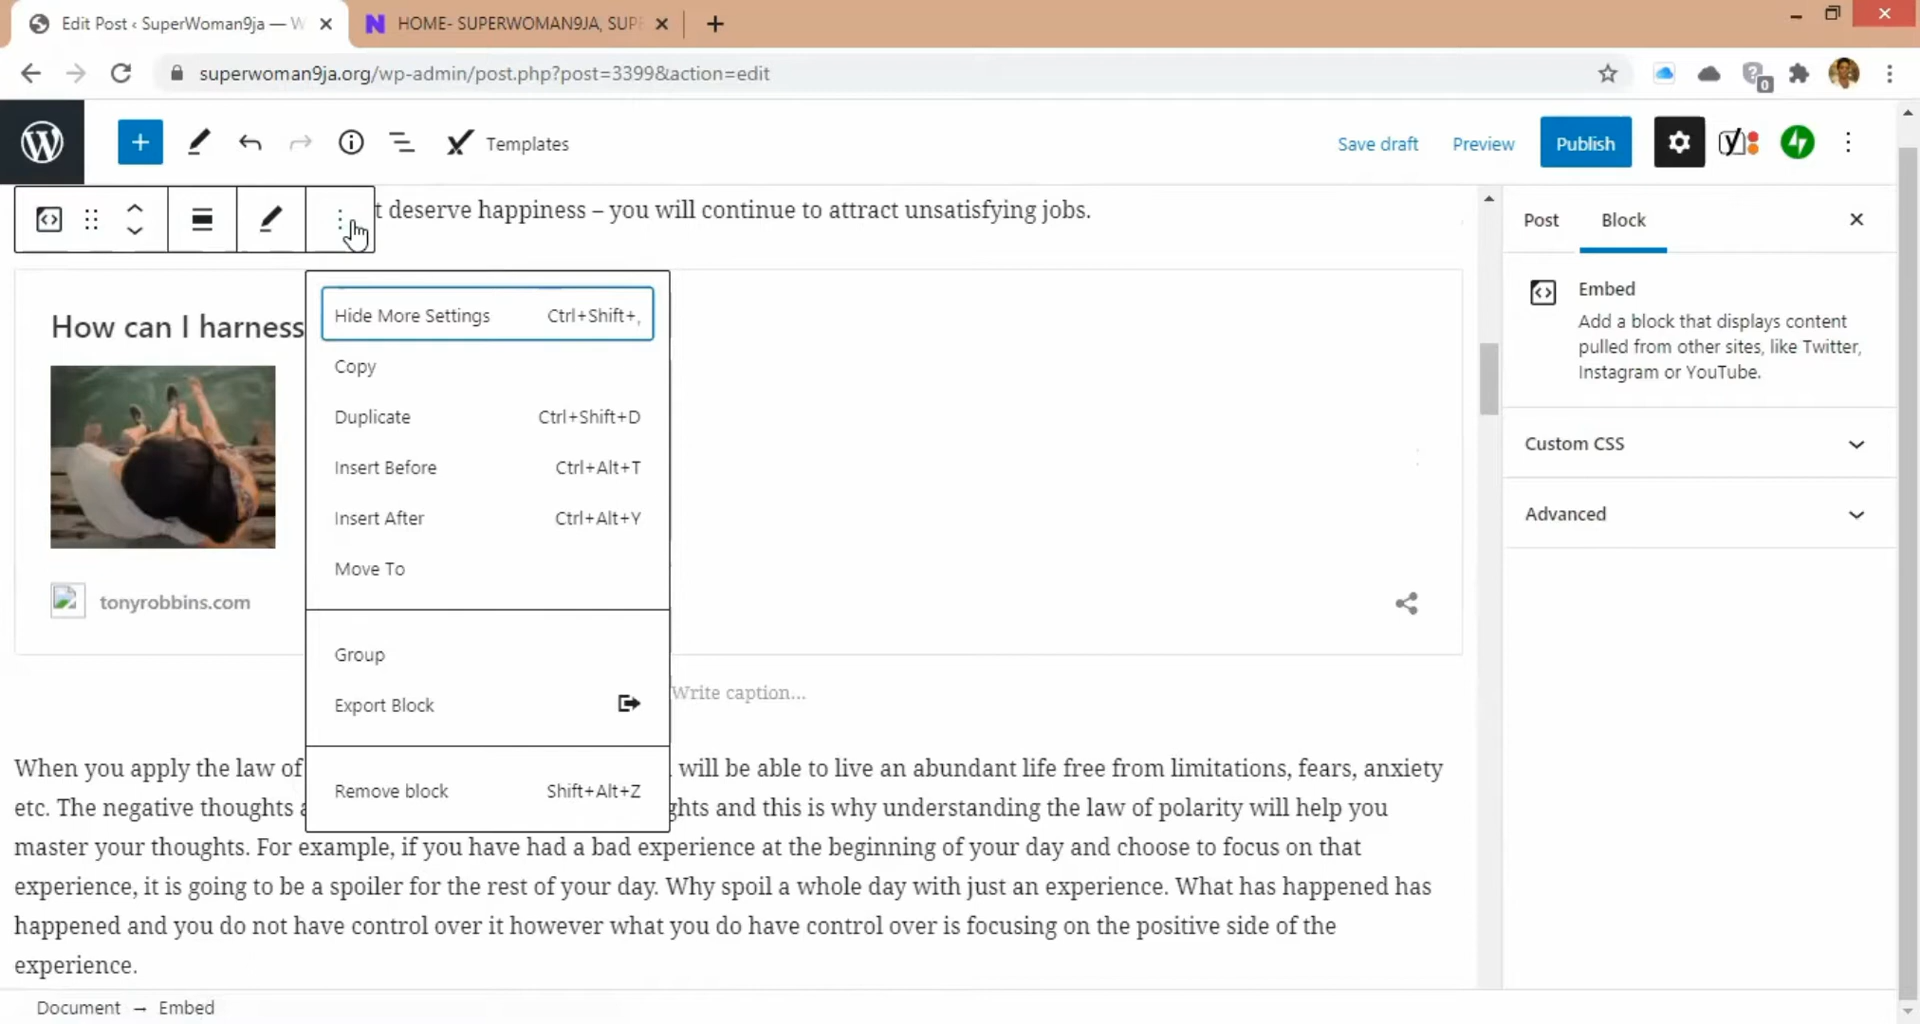 Edit Post ‹ SuperWoman9ja — W
HOME- SUPERWOMAN9JA, SUP
superwoman9ja.org/wp-admin/post.php?post=3399&action=edit
0
Templates
Save draft
Preview
Publish
t deserve happiness – you will continue to attract unsatisfying jobs.
Post
Block
Embed
Add a block that displays content
pulled from other sites, like Twitter,
Instagram or YouTube.
Custom CSS
Advanced
How can I harness
tonyrobbins.com
Hide More Settings Ctrl+Shift+,
Copy
Duplicate Ctrl+Shift+D
Insert Before Ctrl+Alt+T
Insert After Ctrl+Alt+Y
Move To
Group
Export Block
Remove block Shift+Alt+Z
Write caption...
When you apply the law of will be able to live an abundant life free from limitations, fears, anxiety
etc. The negative thoughts ghts and this is why understanding the law of polarity will help you
master your thoughts. For example, if you have had a bad experience at the beginning of your day and choose to focus on that
experience, it is going to be a spoiler for the rest of your day. Why spoil a whole day with just an experience. What has happened has
happened and you do not have control over it however what you do have control over is focusing on the positive side of the
experience.
Document → Embed